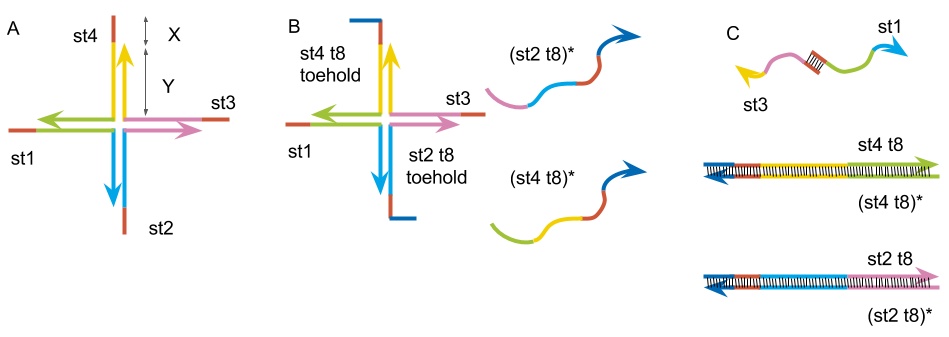 A
st4
X
Y
st3
st1
st2
B
st4 t8
toehold
st3
st1
st2 t8
toehold
(st2 t8)*
(st4 t8)*
C
st1
st3
st4 t8
(st4 t8)*
st2 t8
(st2 t8)*